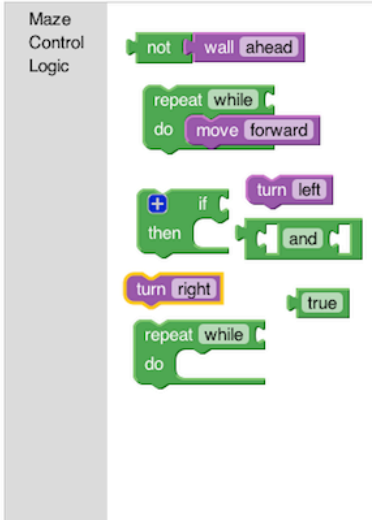 Maze
Control
Logic
not wall ahead
repeat while
do move forward
if
turn left
then
and
turn right
true
repeat while
do